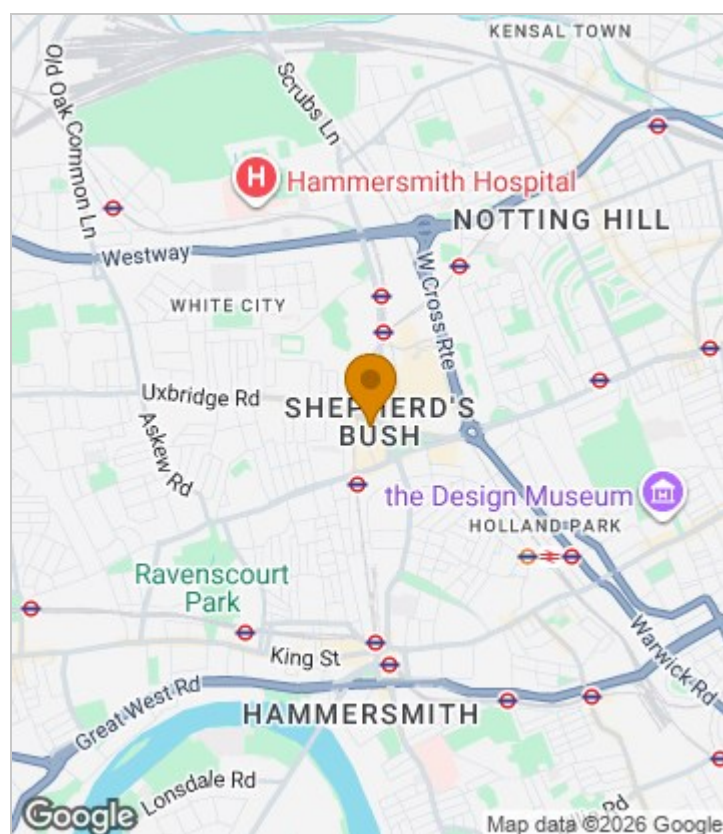 KENSAL TOWN
Old Oak Common Ln
Scrubs Ln
H Hammersmith Hospital
NOTTING HILL
Westway
W Cross Rte
WHITE CITY
Uxbridge Rd
SHEPHERD'S
BUSH
Askew Rd
the Design Museum
HOLLAND PARK
Ravenscourt
Park
King St
Warwick Rd
Great West Rd
HAMMERSMITH
Lonsdale Rd
Rd
Google
Map data ©2026 Google